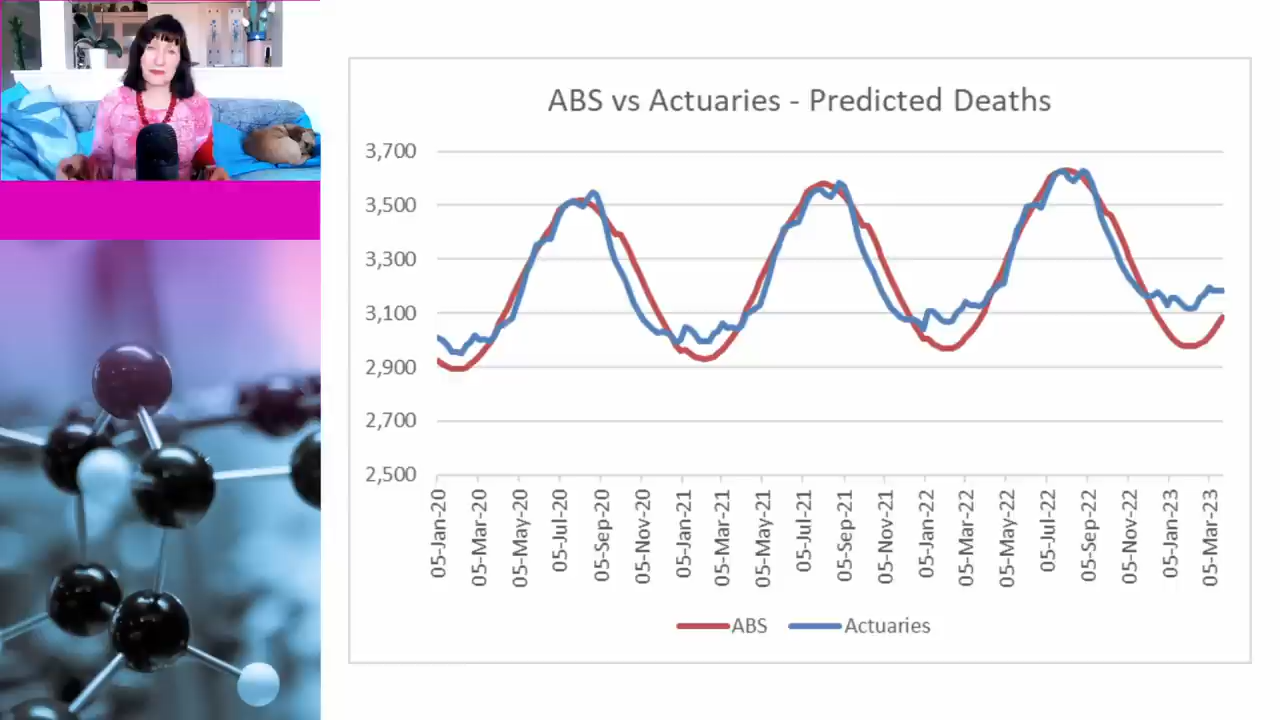 ABS vs Actuaries - Predicted Deaths
3,700
3,500
3,300
3,100
2,900
2,700
2,500
05-Jan-20
05-Mar-20
05-May-20
05-Jul-20
05-Sep-20
05-Nov-20
05-Jan-21
05-Mar-21
05-May-21
05-Jul-21
05-Sep-21
05-Nov-21
05-Jan-22
05-Mar-22
05-May-22
05-Jul-22
05-Sep-22
05-Nov-22
05-Jan-23
05-Mar-23
ABS
Actuaries